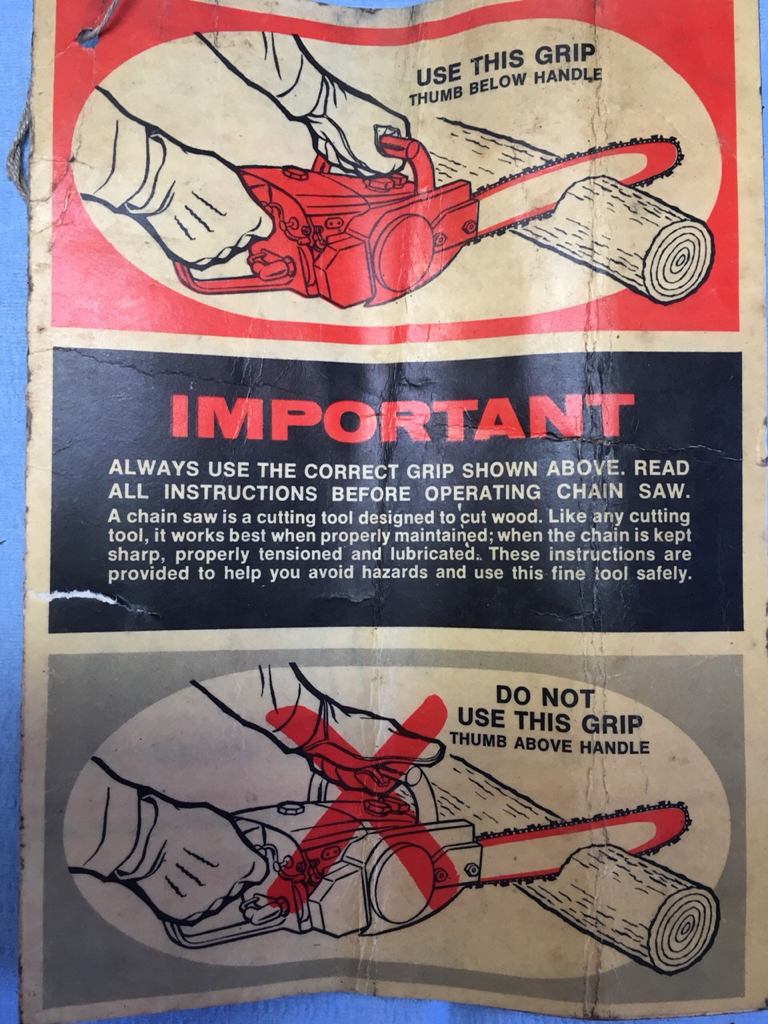 USE THIS GRIP
THUMB BELOW HANDLE
IMPORTANT
ALWAYS USE THE CORRECT GRIP SHOWN ABOVE. READ
ALL INSTRUCTIONS BEFORE OPERATING CHAIN SAW.
A chain saw is a cutting tool designed to cut wood. Like any cutting
tool, it works best when properly maintained; when the chain is kept
sharp, properly tensioned and lubricated. These instructions are
provided to help you avoid hazards and use this fine tool safely.
DO NOT
USE THIS GRIP
THUMB ABOVE HANDLE